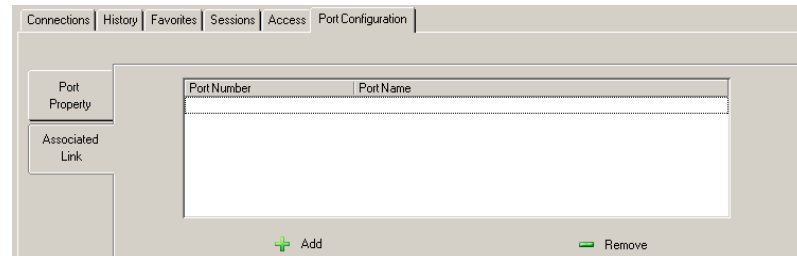 Connections History Favorites Sessions Access Port Configuration
Port Property
Port Number Port Name
Associated Link
Add Remove